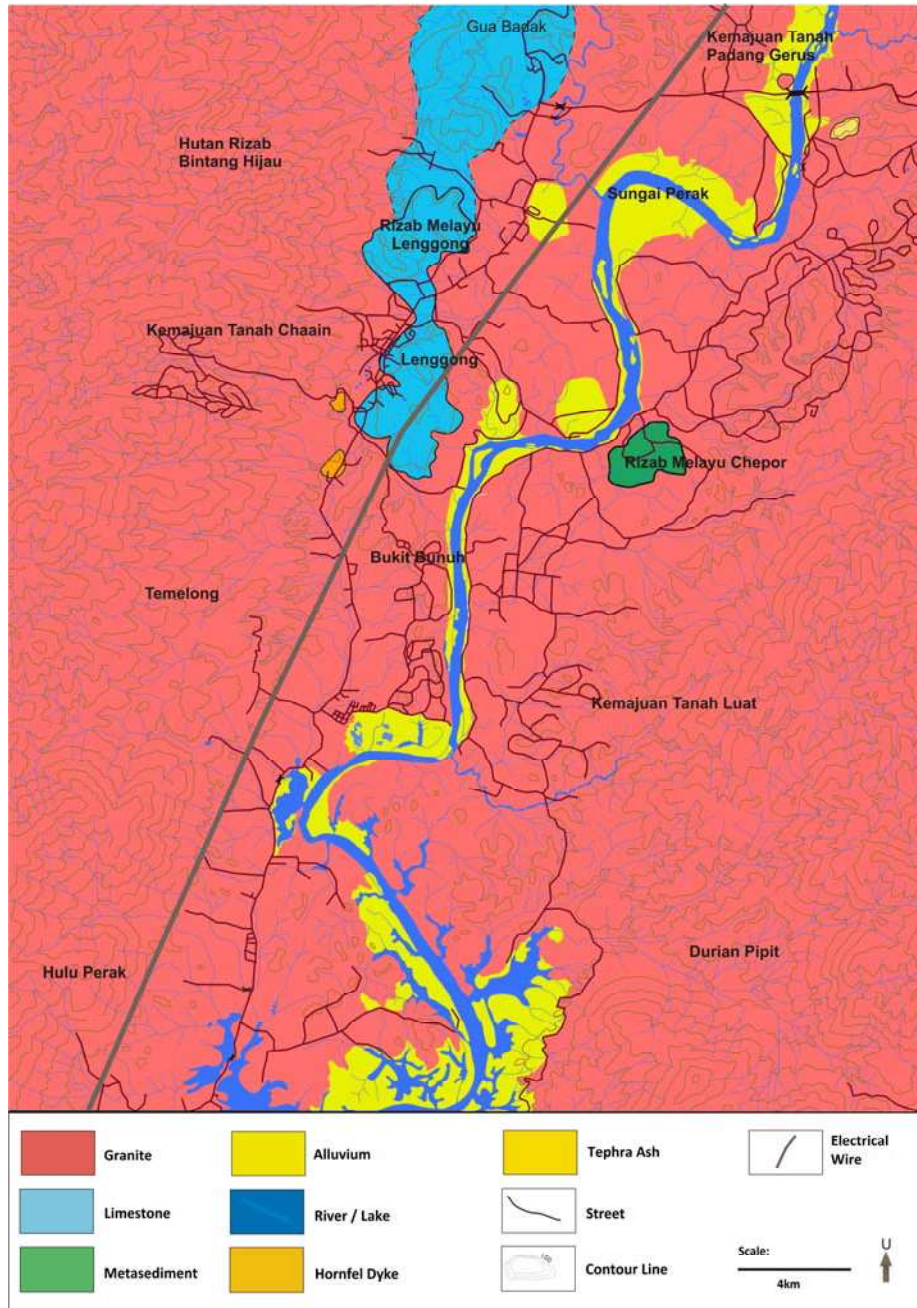 Gua Badak
Kemajuan Tanah
Padang Gerus
Hutan Rizab
Bintang Hijau
Sungai Perak
Rizab Melayu
Lenggong
Kemajuan Tanah Chaain
Lenggong
Rizab Melayu Chepor
Bukit Bunuh
Temelong
Kemajuan Tanah Luat
Durian Pipit
Hulu Perak
Granite
Alluvium
Tephra Ash
Electrical
Wire
Limestone
River / Lake
Street
Metasediment
Hornfel Dyke
100
Contour Line
Scale:
4km
U